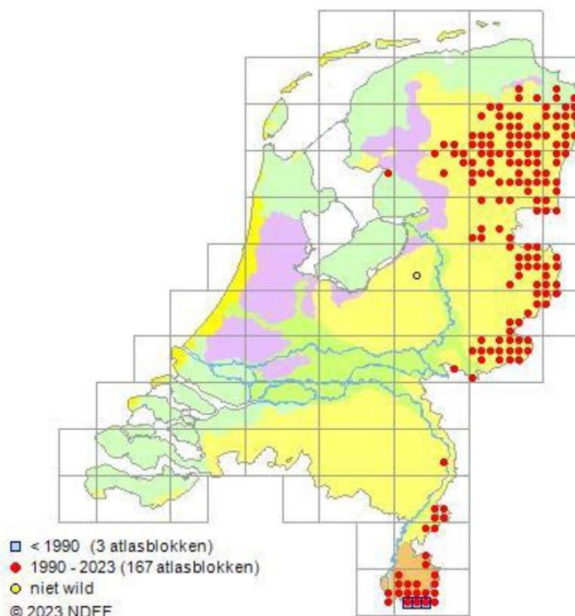 < 1990 (3 atlasblokken)
1990 - 2023 (167 atlasblokken)
niet wild
© 2023 NDFF